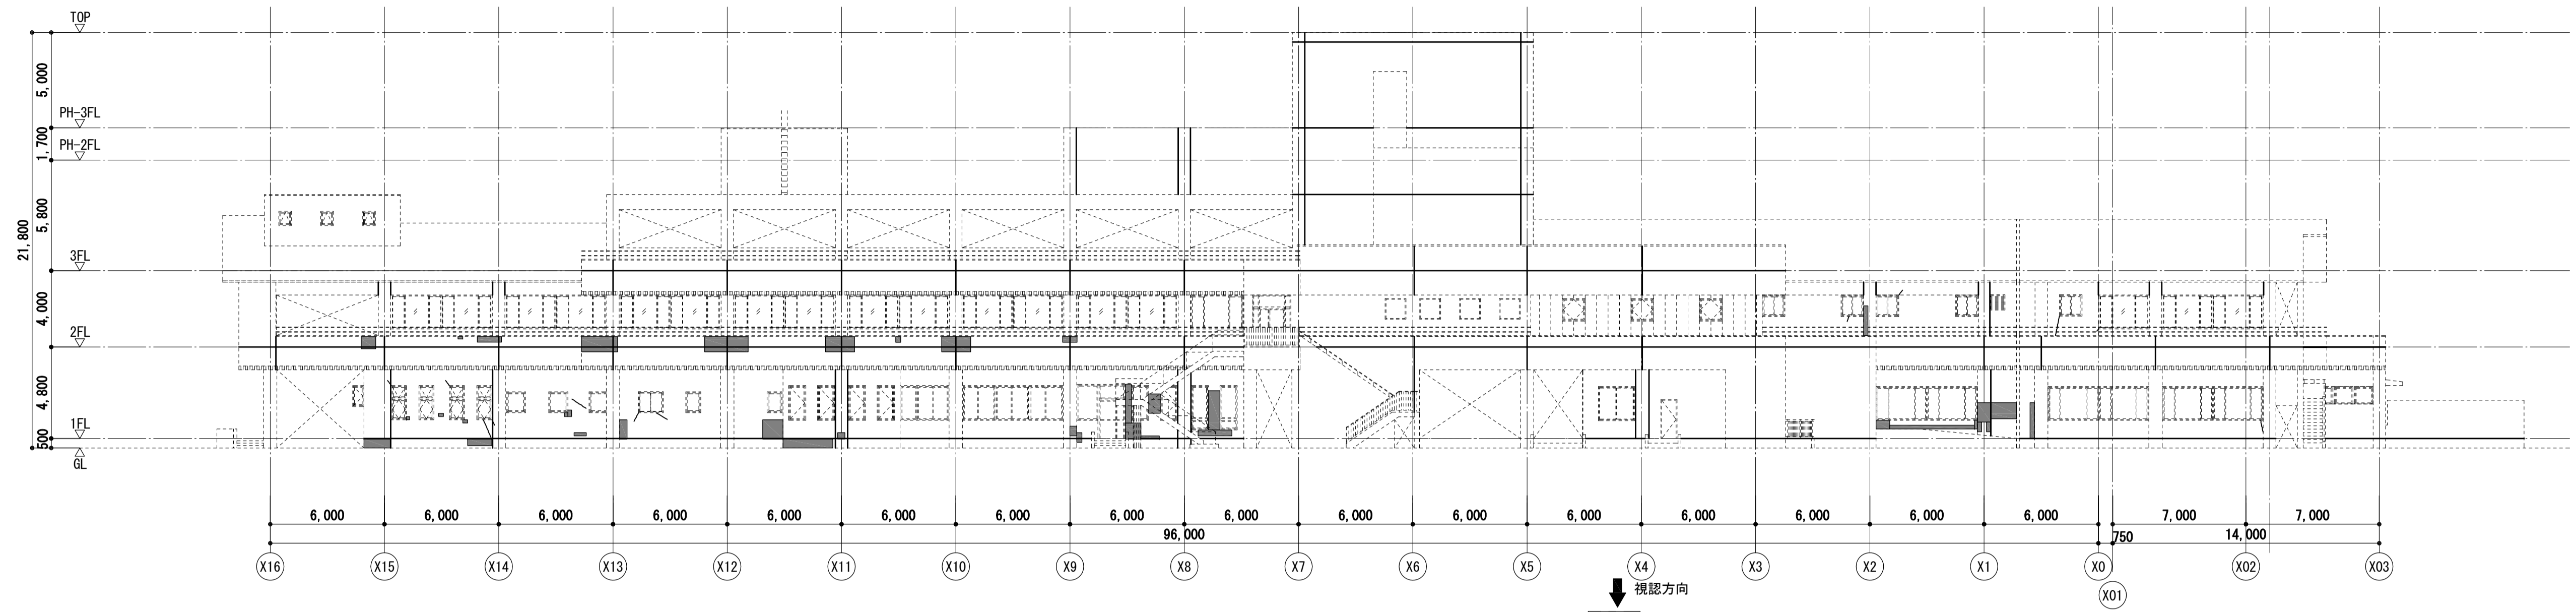 TOP
5,000
PH-3FL
1,700
PH-2FL
5,800
21,800
3FL
4,000
2FL
4,800
1FL
500
GL
6,000 6,000 6,000 6,000 6,000 6,000 6,000 6,000 6,000 6,000 6,000 6,000 6,000 6,000 6,000 6,000 7,000 7,000
96,000 750 14,000
X16 X15 X14 X13 X12 X11 X10 X9 X8 X7 X6 X5 X4 X3 X2 X1 X0 X02 X03
X01
視認方向